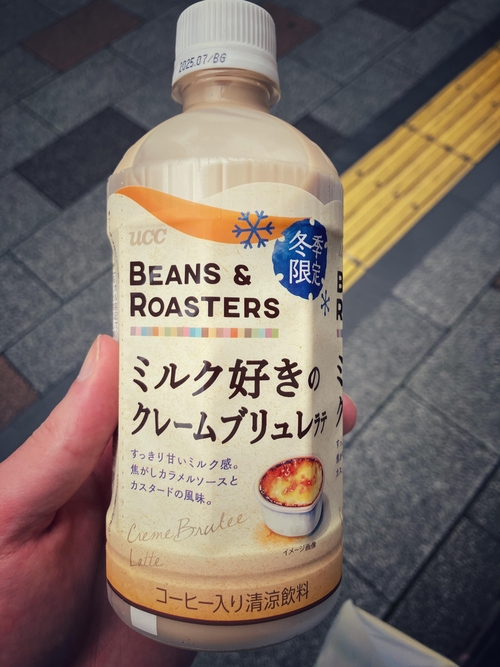 2025.07/BG
UCC
冬季
限定
BEANS &
ROASTERS
ミルク好きの
クレームブリュレラテ
すっきり甘いミルク感。
焦がしカラメルソースと
カスタードの風味。
Creme Brulee
Latte
イメージ画像
コーヒー入り清涼飲料